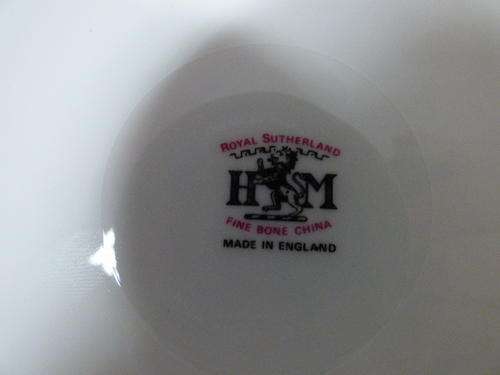 ROYAL SUTHERLAND
H M
FINE BONE CHINA
MADE IN ENGLAND